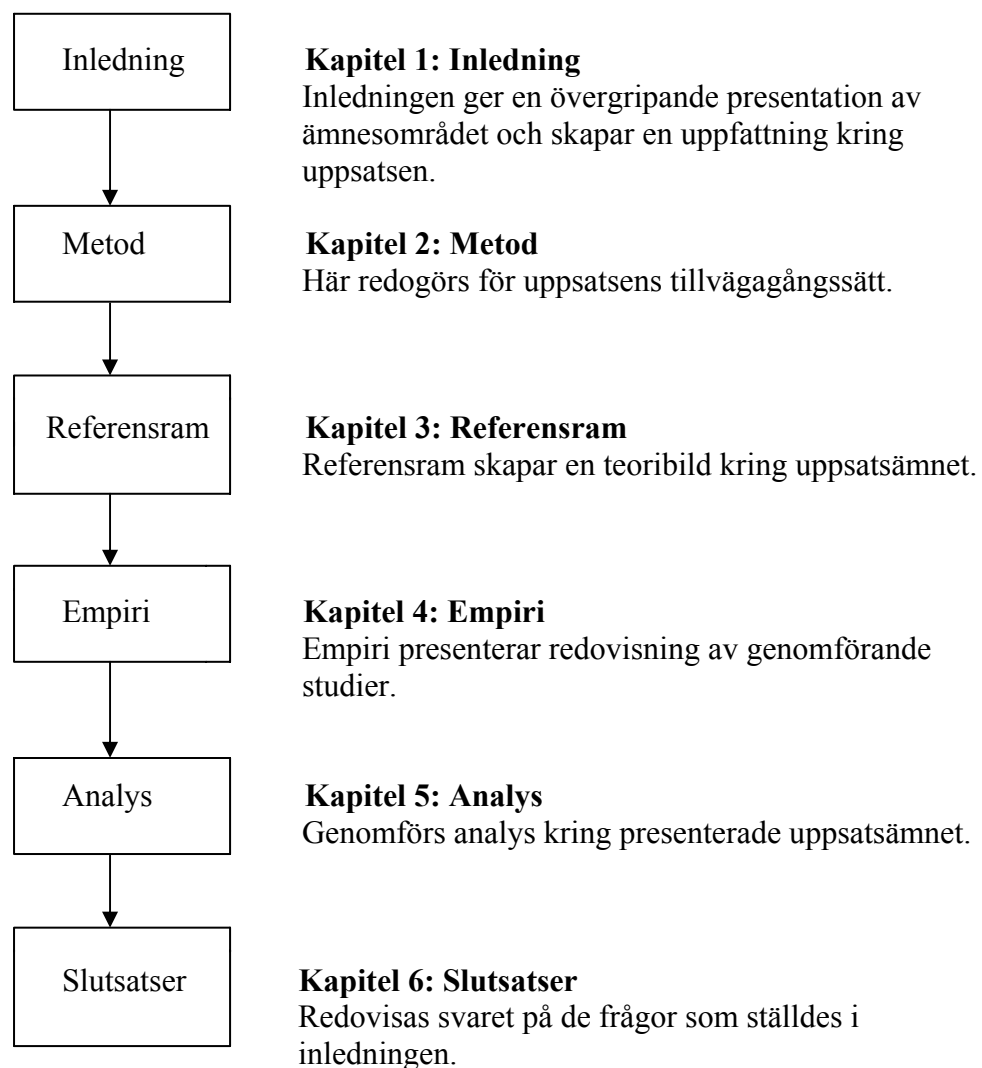 Inledning
Kapitel 1: Inledning
Inledningen ger en övergripande presentation av
ämnesområdet och skapar en uppfattning kring
uppsatsen.
Metod
Kapitel 2: Metod
Här redogörs för uppsatsens tillvägagångssätt.
Referensram
Kapitel 3: Referensram
Referensram skapar en teoribild kring uppsatsämnet.
Empiri
Kapitel 4: Empiri
Empiri presenterar redovisning av genomförande
studier.
Analys
Kapitel 5: Analys
Genomförs analys kring presenterade uppsatsämnet.
Slutsatser
Kapitel 6: Slutsatser
Redovisas svaret på de frågor som ställdes i
inledningen.